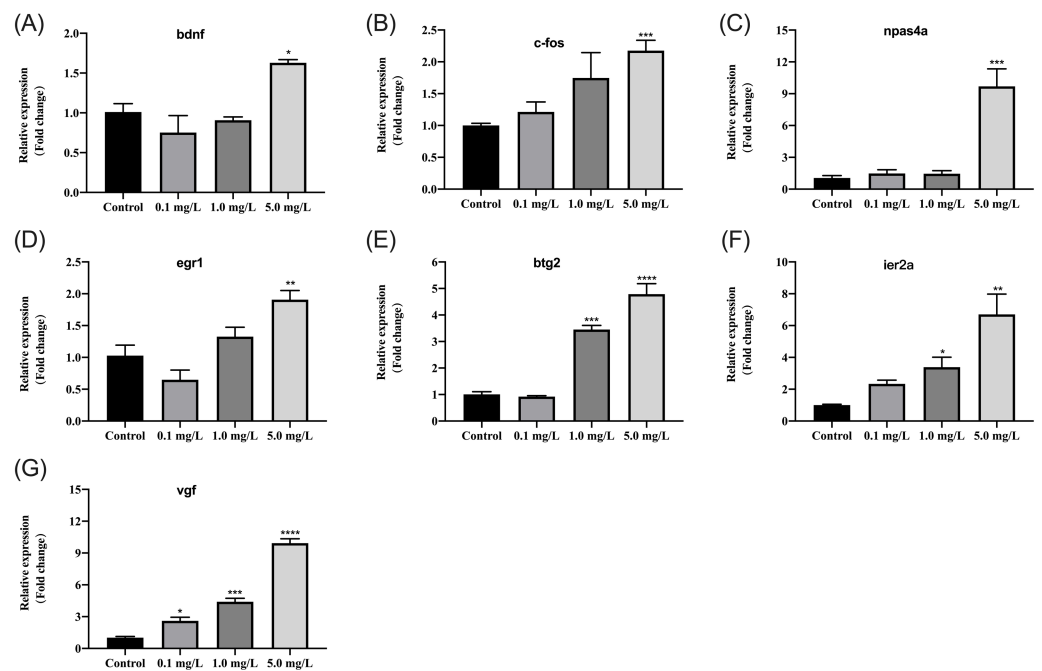 (A)
bdnf
Relative expression
(Fold change)
2.0
1.5
1.0
0.5
0.0
*
Control 0.1 mg/L 1.0 mg/L 5.0 mg/L
(B)
c-fos
Relative expression
(Fold change)
2.5
2.0
1.5
1.0
0.5
0.0
***
Control 0.1 mg/L 1.0 mg/L 5.0 mg/L
(C)
npas4a
Relative expression
(Fold change)
15
12
9
6
3
0
***
Control 0.1 mg/L 1.0 mg/L 5.0 mg/L
(D)
egr1
Relative expression
(Fold change)
2.5
2.0
1.5
1.0
0.5
0.0
**
Control 0.1 mg/L 1.0 mg/L 5.0 mg/L
(E)
btg2
Relative expression
(Fold change)
6
5
4
3
2
1
0
***
****
Control 0.1 mg/L 1.0 mg/L 5.0 mg/L
(F)
ier2a
Relative expression
(Fold change)
10
8
6
4
2
0
*
**
Control 0.1 mg/L 1.0 mg/L 5.0 mg/L
(G)
vgf
Relative expression
(Fold change)
15
12
9
6
3
0
*
***
****
Control 0.1 mg/L 1.0 mg/L 5.0 mg/L